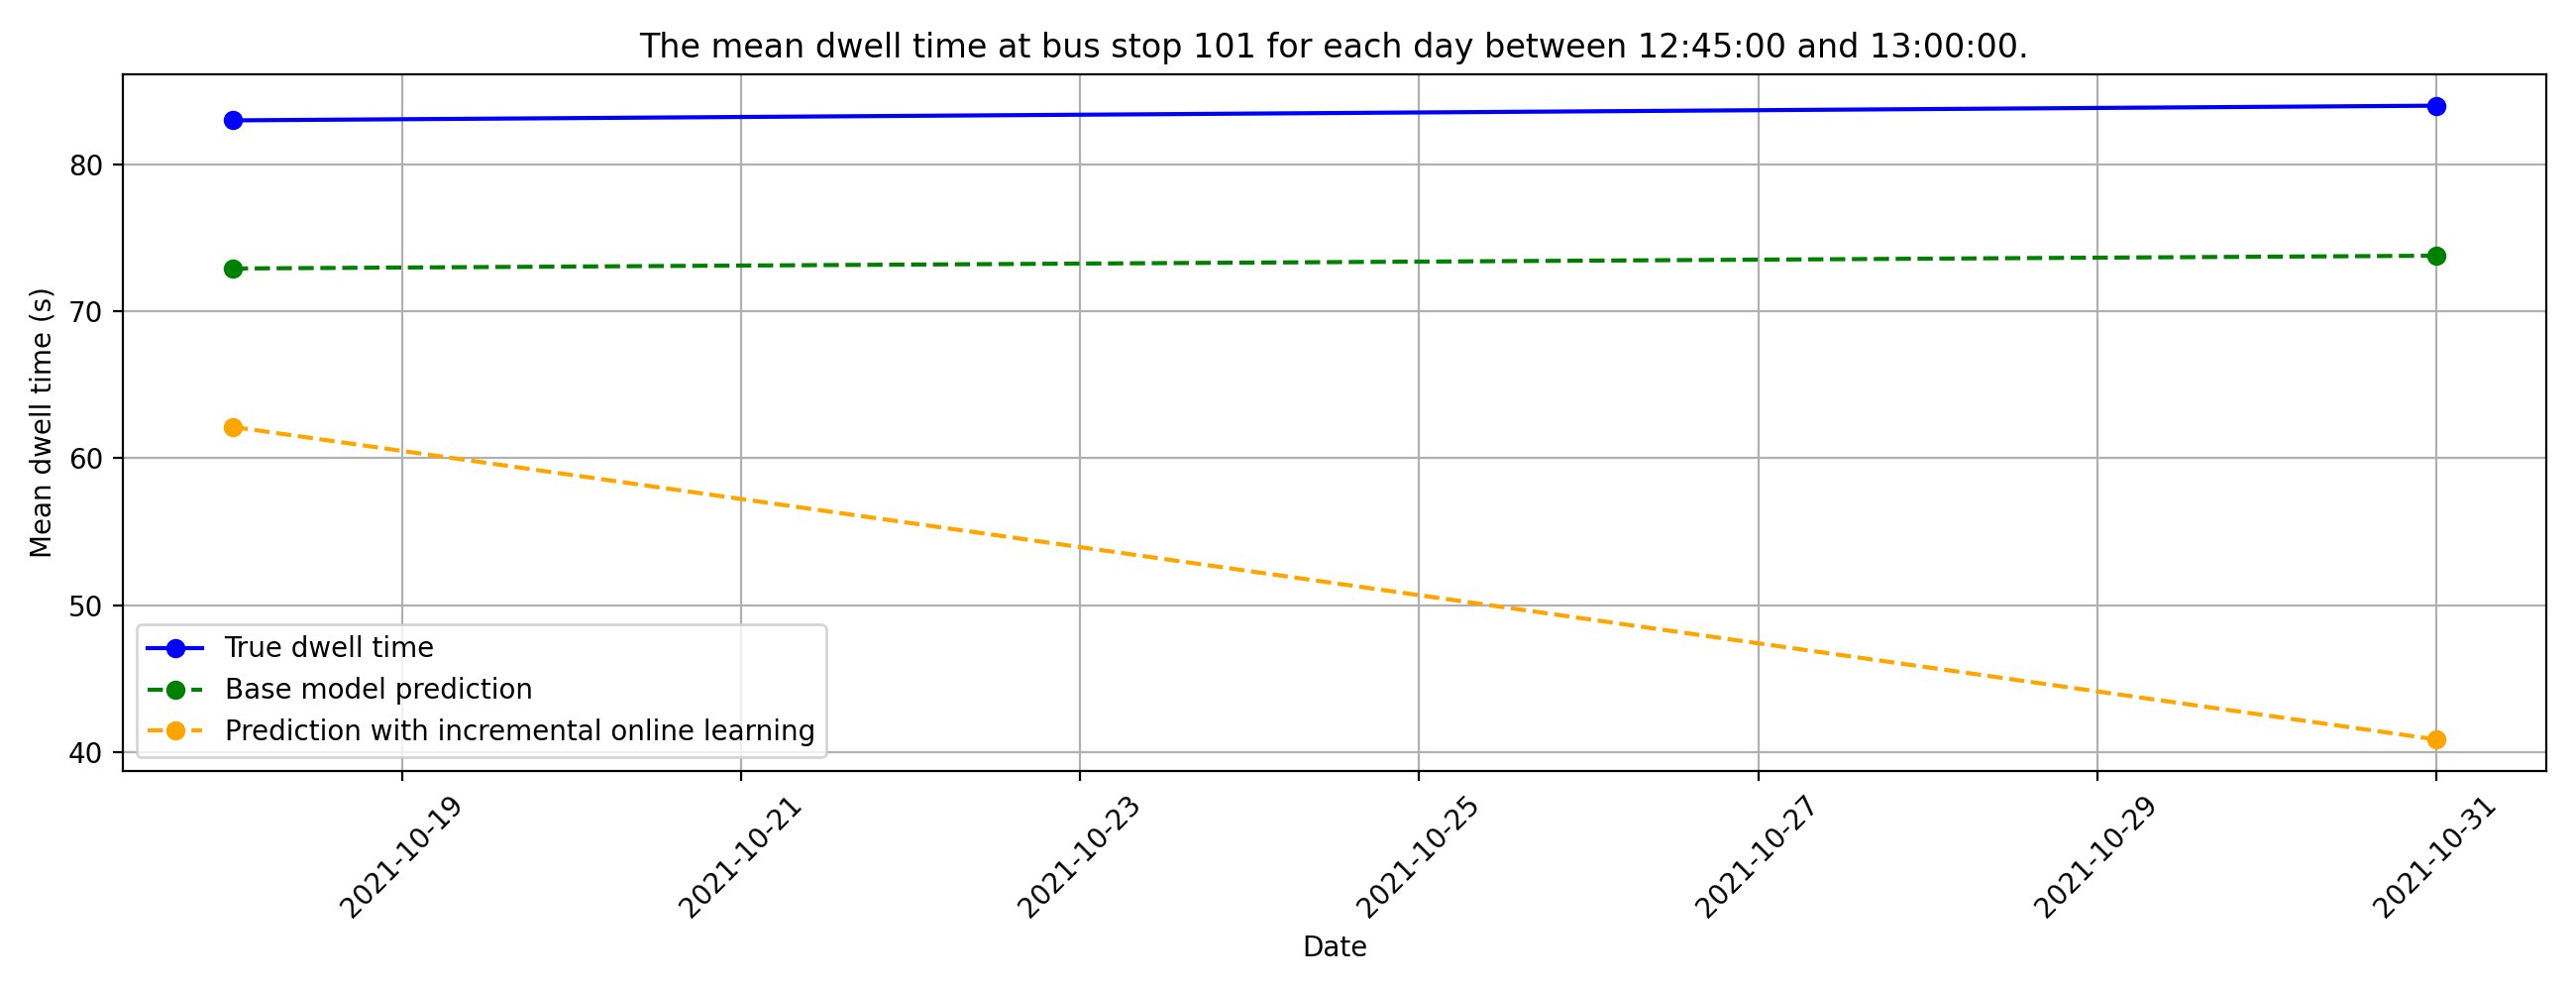 The mean dwell time at bus stop 101 for each day between 12:45:00 and 13:00:00.
Mean dwell time (s)
80
70
60
50
40
True dwell time
Base model prediction
Prediction with incremental online learning
2021-10-19
2021-10-21
2021-10-23
2021-10-25
2021-10-27
2021-10-29
2021-10-31
Date